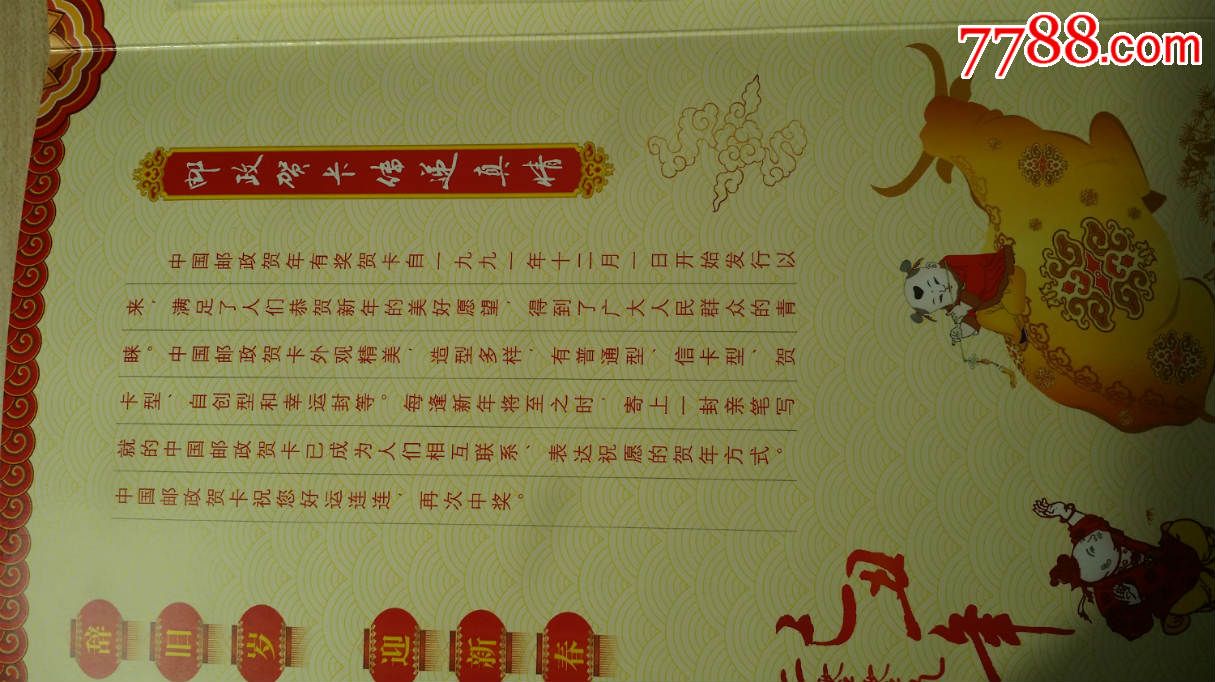 7788.com
邮政贺卡传递真情
中国邮政贺年有奖贺卡自一九九一年十二月一日开始发行以
来，满足了人们恭贺新年的美好愿望，得到了广大人民群众的青
睐。中国邮政贺卡外观精美，造型多样，有普通型、信卡型、贺
卡型、自创型和幸运封等。每逢新年将至之时，寄上一封亲笔写
就的中国邮政贺卡已成为人们相互联系、表达祝愿的贺年方式。
中国邮政贺卡祝您好运连连，再次中奖。
辞旧岁
迎新春
己丑
年